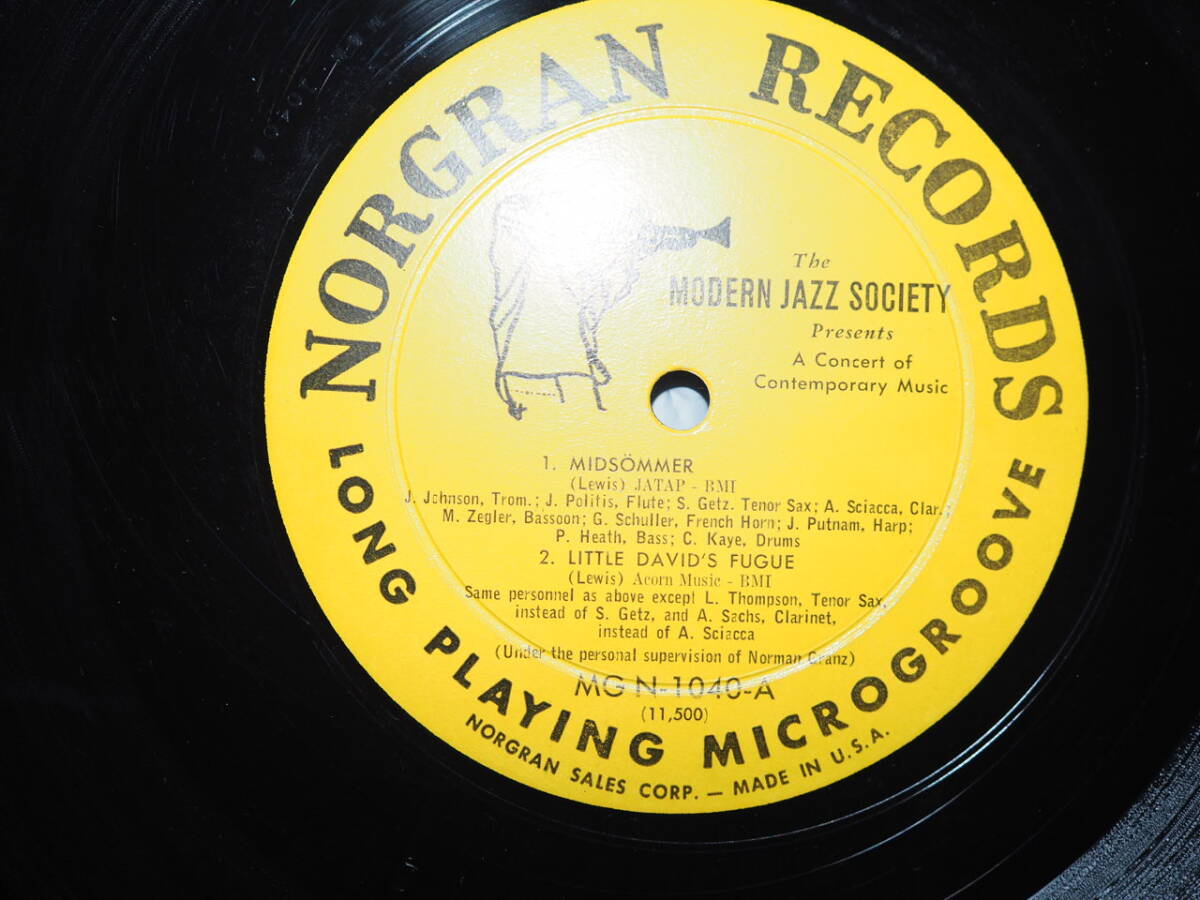 NORGRAN RECORDS
The
MODERN JAZZ SOCIETY
Presents
A Concert of
Contemporary Music
1. MIDSÖMMER
(Lewis) JATAP - BMI
J. Johnson, Trom.; J. Politis, Flute; S. Getz. Tenor Sax; A. Sciacca, Clar.;
M. Zegler, Bassoon; G. Schuller, French Horn; J. Putnam, Harp;
P. Heath, Bass; C. Kaye, Drums
2. LITTLE DAVID'S FUGUE
(Lewis) Acorn Music - BMI
Same personnel as above except L. Thompson, Tenor Sax,
instead of S. Getz, and A. Sachs, Clarinet,
instead of A. Sciacca
(Under the personal supervision of Norman Granz)
MG N-1040-A
(11,500)
LONG PLAYING MICROGROOVE
NORGRAN SALES CORP. — MADE IN U.S.A.